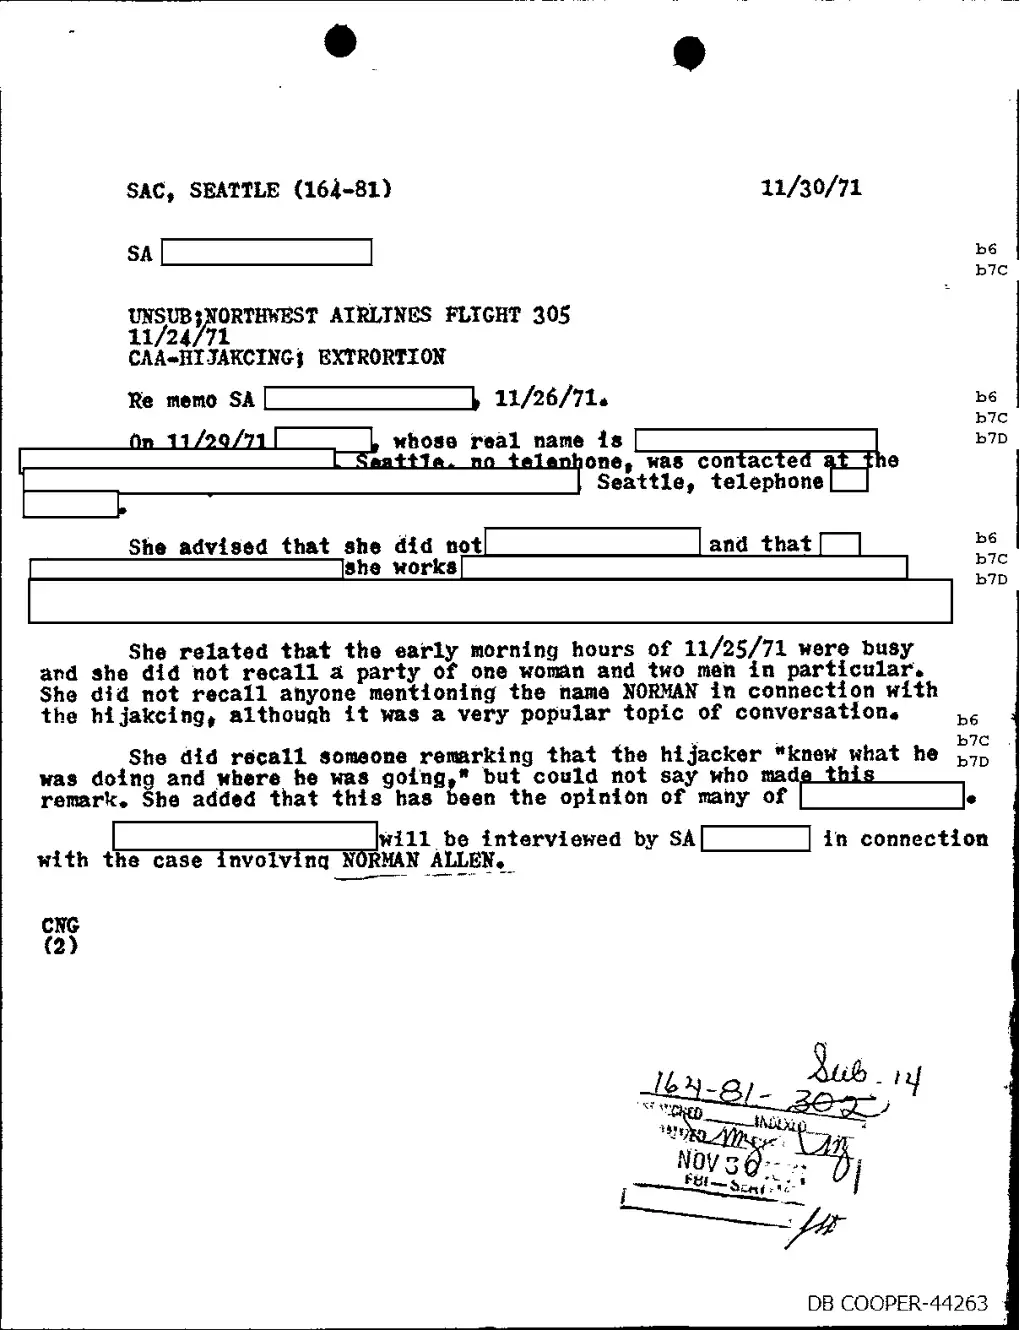 SAC, SEATTLE (164-81) 11/30/71
SA b6
b7C
UNSUB;NORTHWEST AIRLINES FLIGHT 305
11/24/71
CAA-HIJAKCING; EXTRORTION
Re memo SA , 11/26/71. b6
b7C
On 11/29/71 , whose real name is b7D
Seattle, no telephone, was contacted at the
Seattle, telephone
.
She advised that she did not and that b6
she works b7C
b7D
She related that the early morning hours of 11/25/71 were busy
and she did not recall a party of one woman and two men in particular.
She did not recall anyone mentioning the name NORMAN in connection with
the hijakcing, although it was a very popular topic of conversation. b6
b7C
She did recall someone remarking that the hijacker "knew what he b7D
was doing and where he was going," but could not say who made this
remark. She added that this has been the opinion of many of .
will be interviewed by SA in connection
with the case involving NORMAN ALLEN.
CNG
(2)
Sub - 14
164-81-302
INDEXED
NOV 30
FBI—SEATTLE
DB COOPER-44263